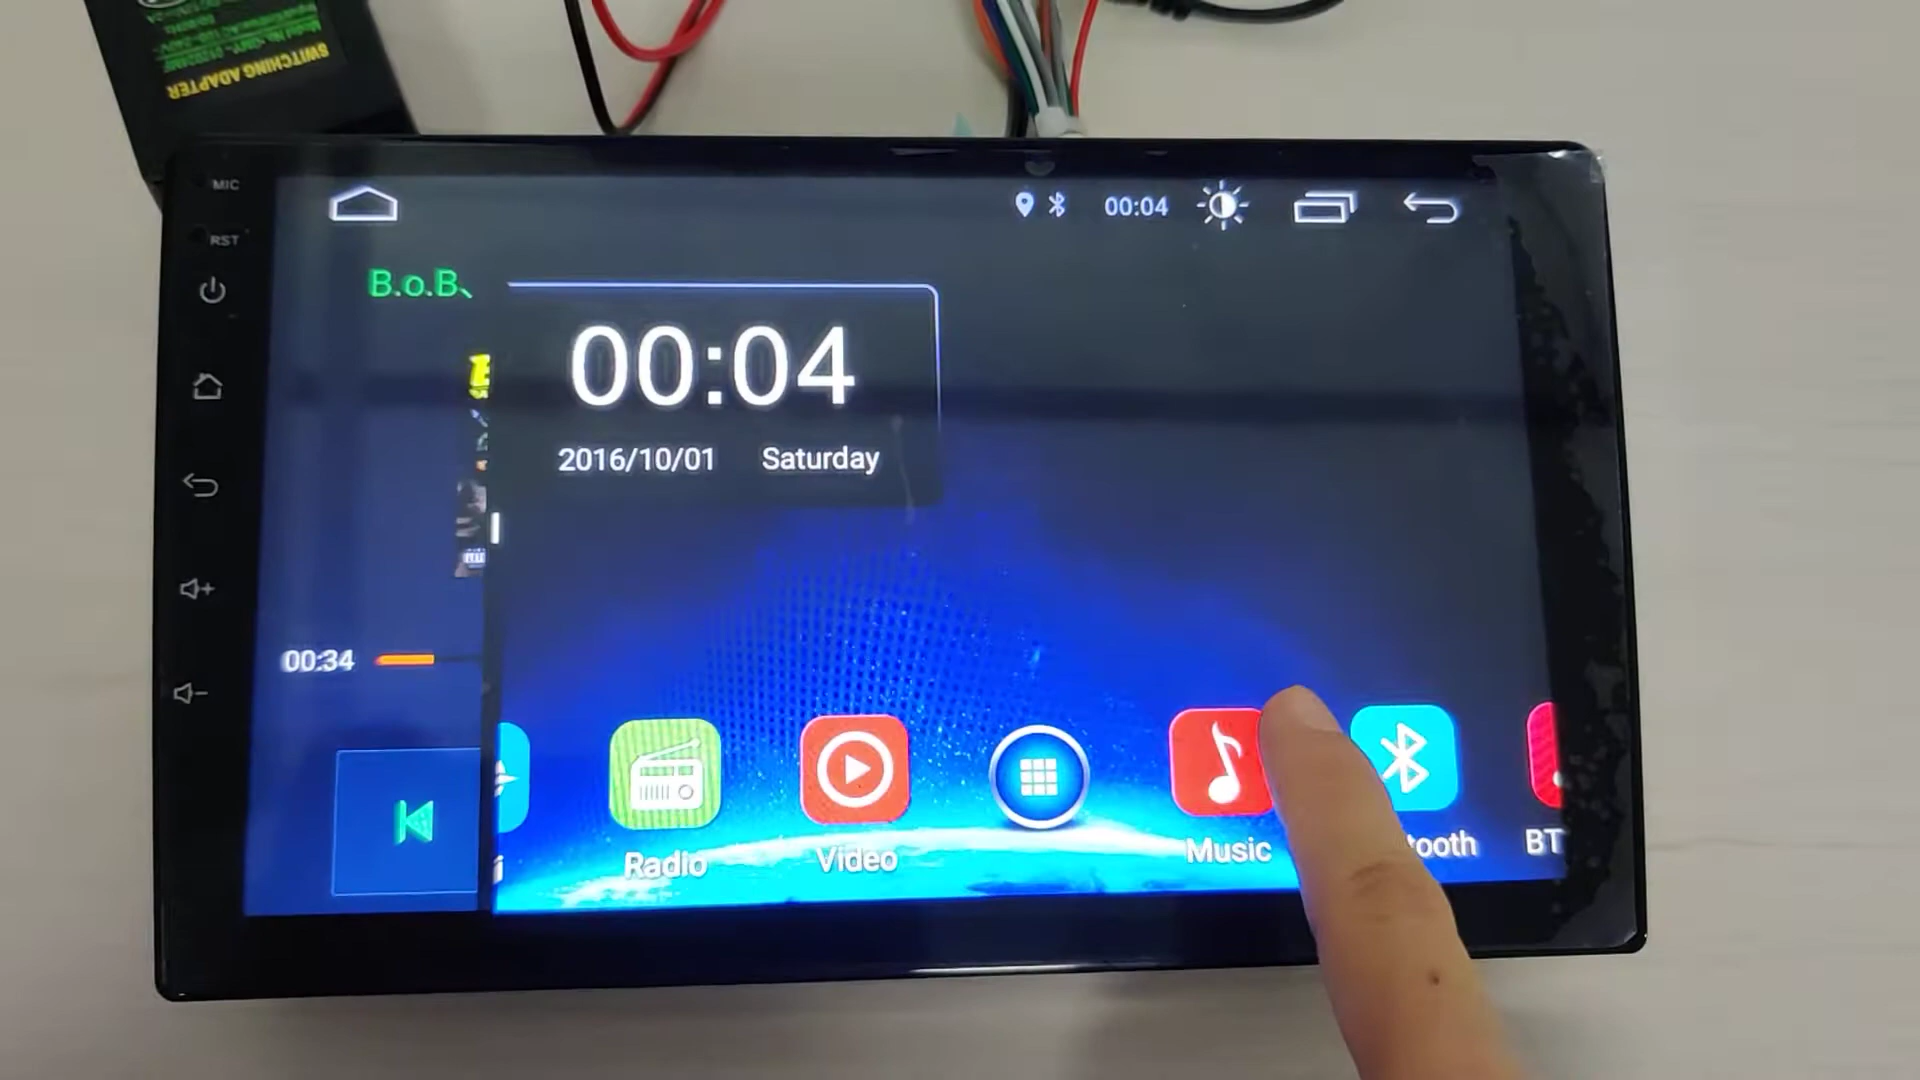 SWITCHING ADAPTER
MIC
RST
00:04
B.o.B、
00:04
2016/10/01 Saturday
00:34
Radio
Video
Music
tooth
BT